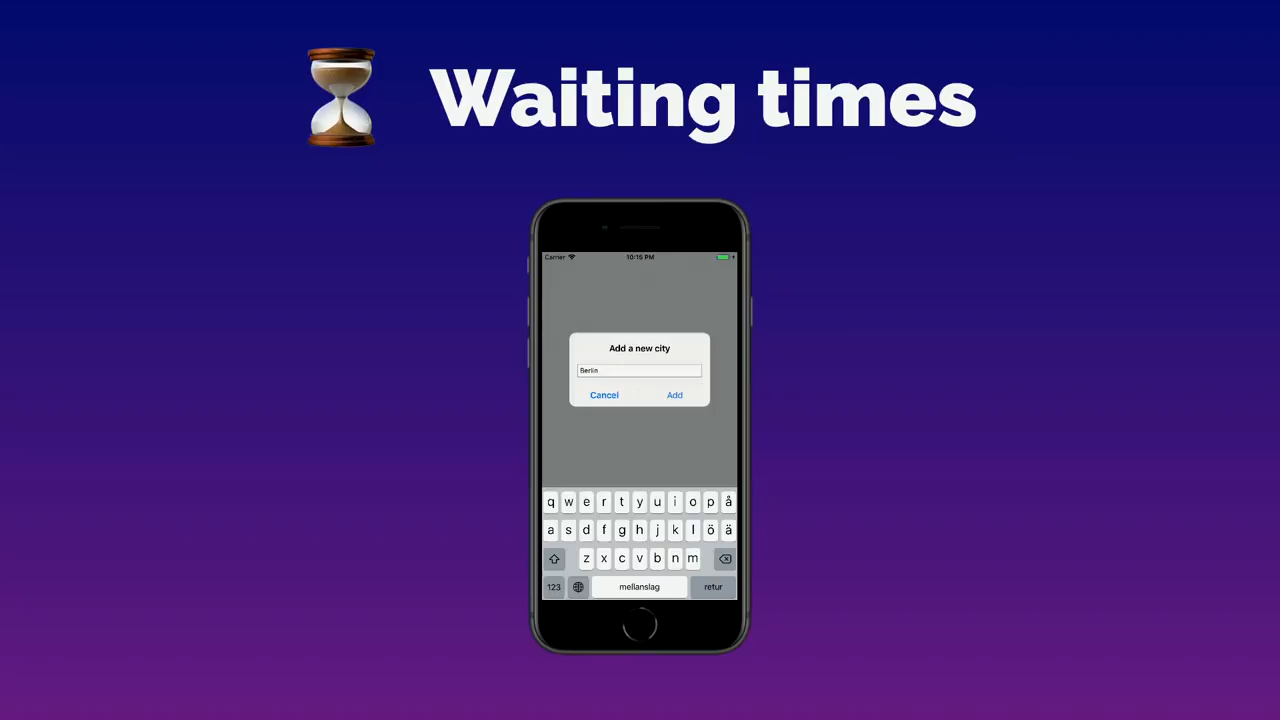 Waiting times
Carrier 10:15 PM
Add a new city
Berlin
Cancel Add
q w e r t y u i o p å
a s d f g h j k l ö ä
z x c v b n m
123 mellanslag retur